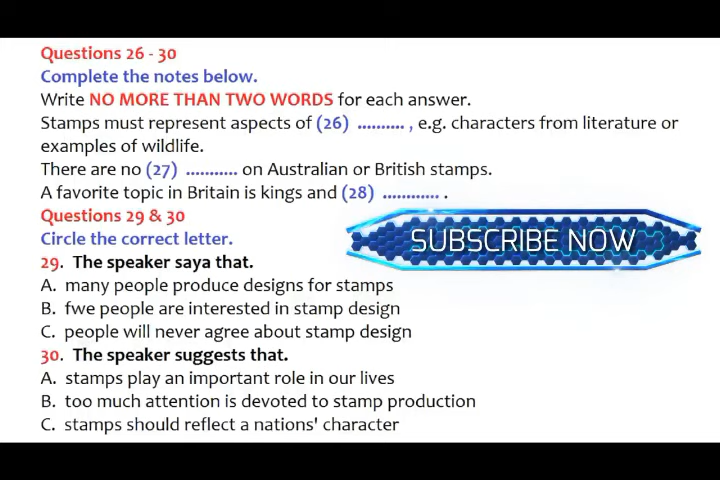 Questions 26 - 30
Complete the notes below.
Write NO MORE THAN TWO WORDS for each answer.
Stamps must represent aspects of (26) .......... , e.g. characters from literature or
examples of wildlife.
There are no (27) ........... on Australian or British stamps.
A favorite topic in Britain is kings and (28) ............ .
Questions 29 & 30
Circle the correct letter.
SUBSCRIBE NOW
29. The speaker saya that.
A. many people produce designs for stamps
B. fwe people are interested in stamp design
C. people will never agree about stamp design
30. The speaker suggests that.
A. stamps play an important role in our lives
B. too much attention is devoted to stamp production
C. stamps should reflect a nations' character